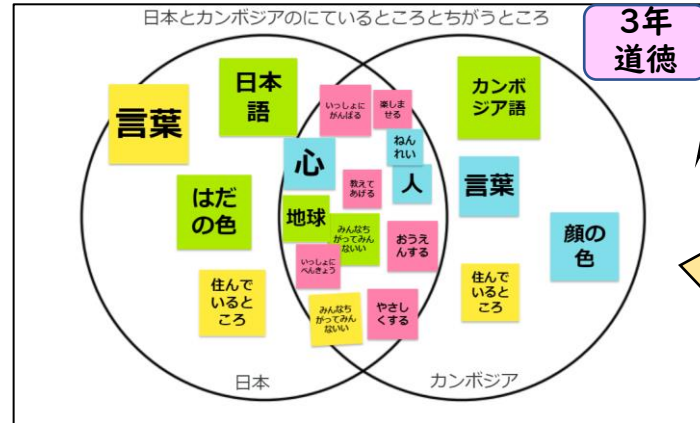 日本とカンボジアのにているところとちがうところ
3年
道徳
言葉
日本
語
はだ
の色
住んで
いると
ころ
いっしょに
がんばる
楽しま
せる
心
ねん
れい
人
教えて
あげる
地球
みんなち
がってみん
ないい
おうえ
んする
いっしょに
べんきょう
みんなち
がってみん
ないい
やさし
くする
カンボ
ジア語
言葉
顔の
色
住んで
いると
ころ
日本
カンボジア